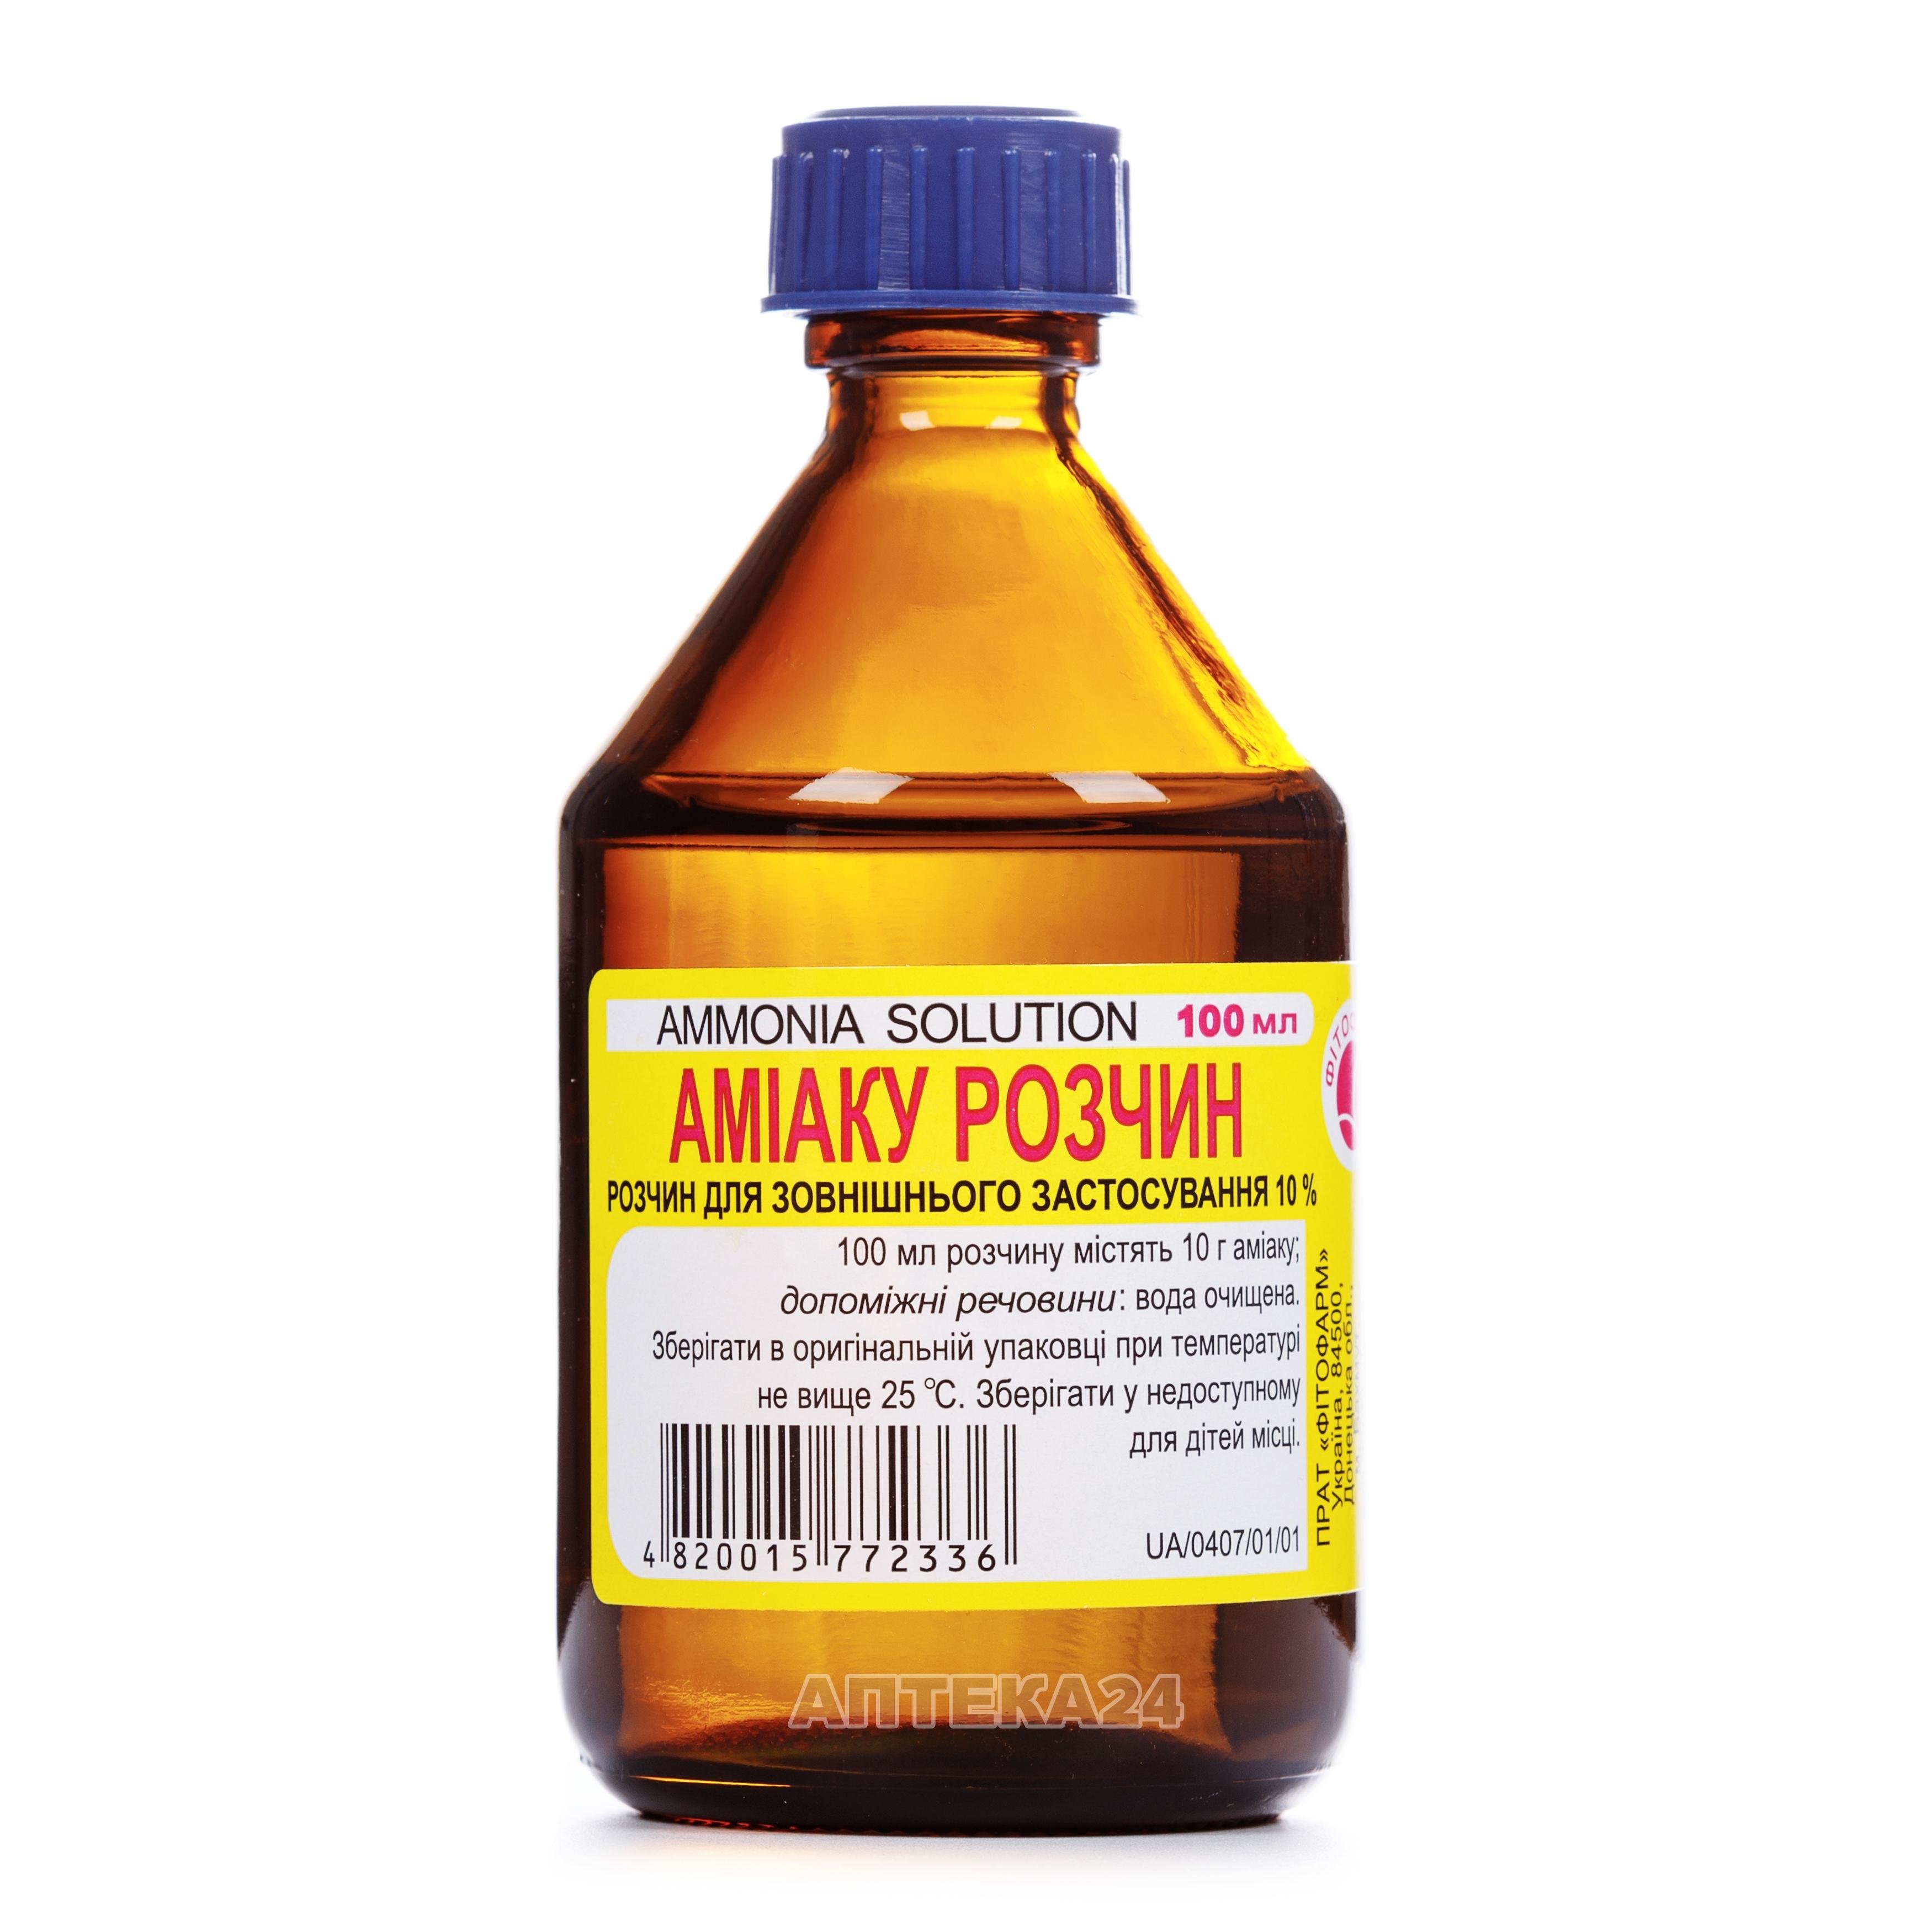 AMMONIA SOLUTION 100 мл
АМІАКУ РОЗЧИН
РОЗЧИН ДЛЯ ЗОВНІШНЬОГО ЗАСТОСУВАННЯ 10 %
100 мл розчину містять 10 г аміаку;
допоміжні речовини: вода очищена.
Зберігати в оригінальній упаковці при температурі
не вище 25 °С. Зберігати у недоступному
для дітей місці.
4 820015 772336
UA/0407/01/01
ПРАТ «ФІТОФАРМ»
Україна, 84500,
Донецька обл.,
АПТЕКА24